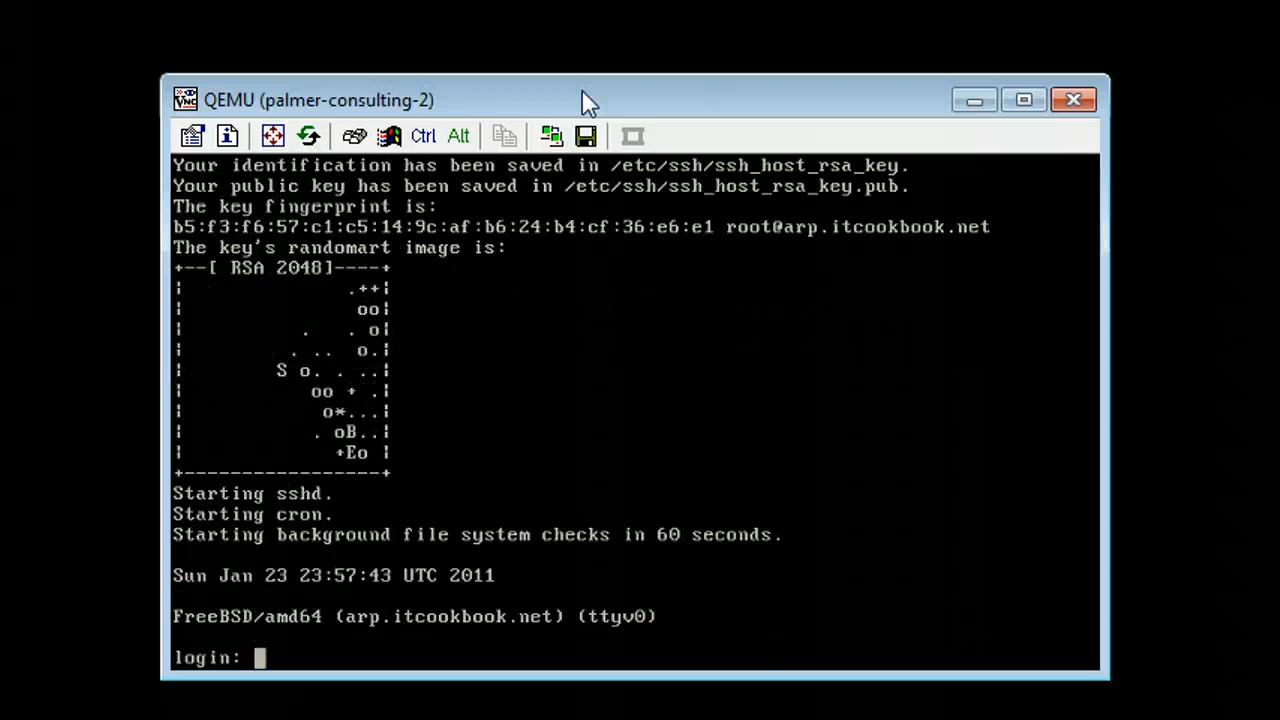 QEMU (palmer-consulting-2)
Ctrl Alt
Your identification has been saved in /etc/ssh/ssh_host_rsa_key.
Your public key has been saved in /etc/ssh/ssh_host_rsa_key.pub.
The key fingerprint is:
b5:f3:f6:57:c1:c5:14:9c:af:b6:24:b4:cf:36:e6:e1 root@arp.itcookbook.net
The key's randomart image is:
+--[ RSA 2048]----+
|              .++|
|               oo|
|          .   . o|
|         . ..  o.|
|        S o. . ..|
|           oo + .|
|            o*...|
|           . oB..|
|             +Eo |
+-----------------+
Starting sshd.
Starting cron.
Starting background file system checks in 60 seconds.
Sun Jan 23 23:57:43 UTC 2011
FreeBSD/amd64 (arp.itcookbook.net) (ttyv0)
login: